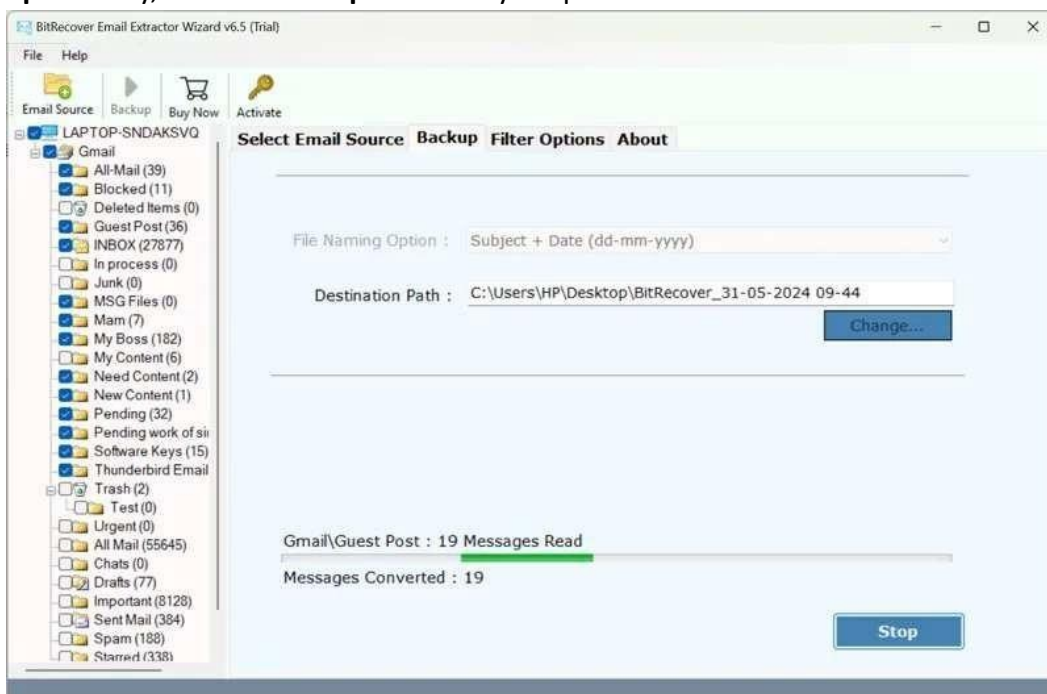 BitRecover Email Extractor Wizard v6.5 (Trial)
File Help
Email Source Backup Buy Now Activate
LAPTOP-SNDAKSVQ
Gmail
All-Mail (39)
Blocked (11)
Deleted Items (0)
Guest Post (36)
INBOX (27877)
In process (0)
Junk (0)
MSG Files (0)
Mam (7)
My Boss (182)
My Content (6)
Need Content (2)
New Content (1)
Pending (32)
Pending work of
Software Keys (15)
Thunderbird Email
Trash (2)
Test (0)
Urgent (0)
All Mail (55645)
Chats (0)
Drafts (77)
Important (8128)
Sent Mail (384)
Spam (188)
Starred (338)
Select Email Source Backup Filter Options About
File Naming Option : Subject + Date (dd-mm-yyyy)
Destination Path : C:\Users\HP\Desktop\BitRecover_31-05-2024 09-44
Change...
Gmail\Guest Post : 19 Messages Read
Messages Converted : 19
Stop